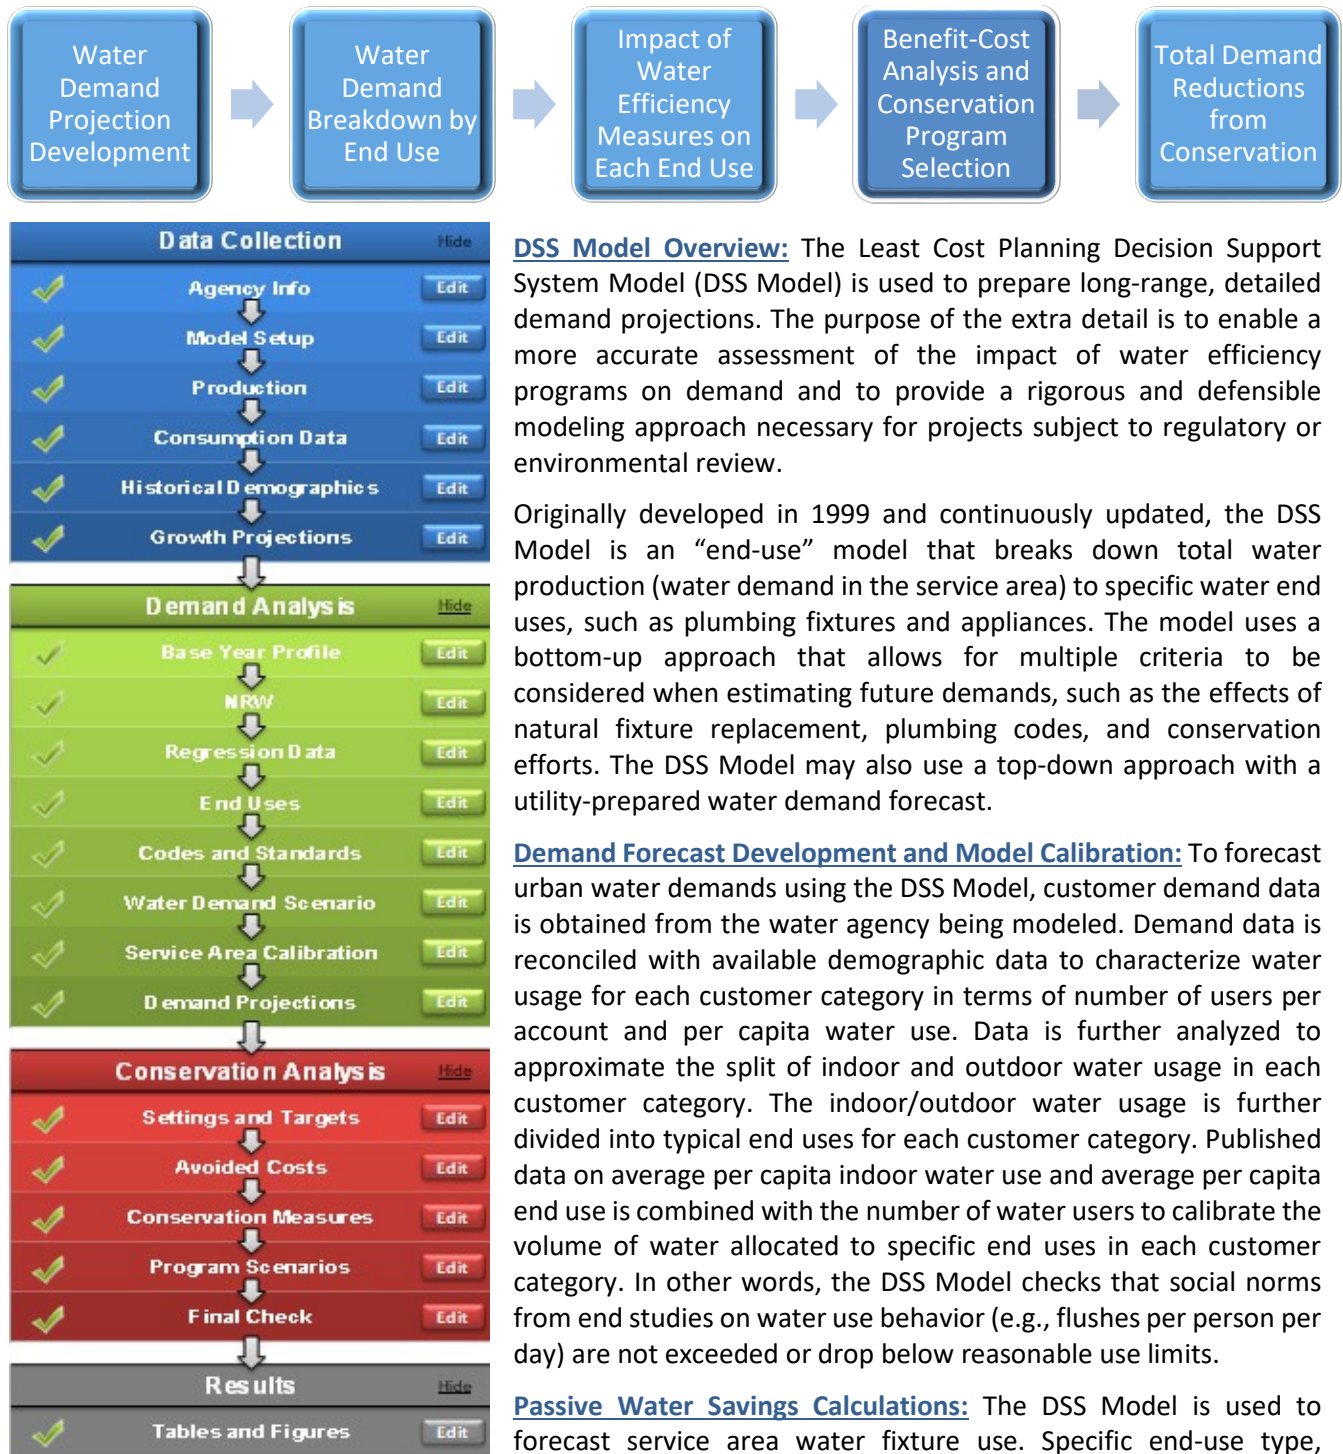 Water
Demand
Projection
Development
Water
Demand
Breakdown by
End Use
Impact of
Water
Efficiency
Measures on
Each End Use
Benefit-Cost
Analysis and
Conservation
Program
Selection
Total Demand
Reductions
from
Conservation
Data Collection Hide
Agency Info Edit
Model Setup Edit
Production Edit
Consumption Data Edit
Historical Demographics Edit
Growth Projections Edit
Demand Analysis Hide
Base Year Profile Edit
NRW Edit
Regression Data Edit
End Uses Edit
Codes and Standards Edit
Water Demand Scenario Edit
Service Area Calibration Edit
Demand Projections Edit
Conservation Analysis Hide
Settings and Targets Edit
Avoided Costs Edit
Conservation Measures Edit
Program Scenarios Edit
Final Check Edit
Results Hide
Tables and Figures Edit
DSS Model Overview: The Least Cost Planning Decision Support
System Model (DSS Model) is used to prepare long-range, detailed
demand projections. The purpose of the extra detail is to enable a
more accurate assessment of the impact of water efficiency
programs on demand and to provide a rigorous and defensible
modeling approach necessary for projects subject to regulatory or
environmental review.
Originally developed in 1999 and continuously updated, the DSS
Model is an “end-use” model that breaks down total water
production (water demand in the service area) to specific water end
uses, such as plumbing fixtures and appliances. The model uses a
bottom-up approach that allows for multiple criteria to be
considered when estimating future demands, such as the effects of
natural fixture replacement, plumbing codes, and conservation
efforts. The DSS Model may also use a top-down approach with a
utility-prepared water demand forecast.
Demand Forecast Development and Model Calibration: To forecast
urban water demands using the DSS Model, customer demand data
is obtained from the water agency being modeled. Demand data is
reconciled with available demographic data to characterize water
usage for each customer category in terms of number of users per
account and per capita water use. Data is further analyzed to
approximate the split of indoor and outdoor water usage in each
customer category. The indoor/outdoor water usage is further
divided into typical end uses for each customer category. Published
data on average per capita indoor water use and average per capita
end use is combined with the number of water users to calibrate the
volume of water allocated to specific end uses in each customer
category. In other words, the DSS Model checks that social norms
from end studies on water use behavior (e.g., flushes per person per
day) are not exceeded or drop below reasonable use limits.
Passive Water Savings Calculations: The DSS Model is used to
forecast service area water fixture use. Specific end-use type,